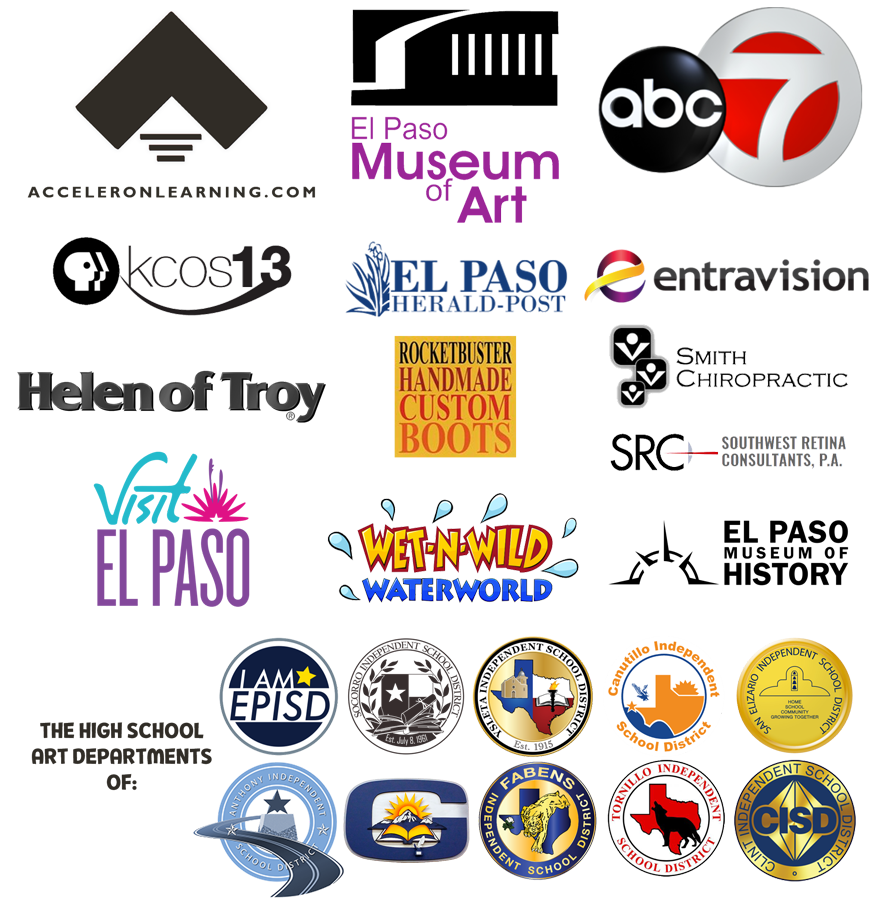 ACCELERONLEARNING.COM
El Paso
Museum
of
Art
abc 7
kcos13
EL PASO
HERALD-POST
entravision
Helen of Troy®
ROCKETBUSTER
HANDMADE
CUSTOM
BOOTS
SMITH
CHIROPRACTIC
SRC
SOUTHWEST RETINA
CONSULTANTS, P.A.
Visit
EL PASO
WET-N-WILD
WATERWORLD
EL PASO
MUSEUM OF
HISTORY
THE HIGH SCHOOL
ART DEPARTMENTS
OF:
I AM
EPISD
SOCORRO INDEPENDENT SCHOOL DISTRICT
Est. July 8, 1961
YSLETA INDEPENDENT SCHOOL DISTRICT
Est. 1915
Canutillo Independent
School District
SAN ELIZARIO INDEPENDENT SCHOOL DISTRICT
HOME
SCHOOL
COMMUNITY
GROWING TOGETHER
ANTHONY INDEPENDENT
SCHOOL DISTRICT
G
FABENS
INDEPENDENT SCHOOL DISTRICT
TORNILLO INDEPENDENT
SCHOOL DISTRICT
CLINT INDEPENDENT SCHOOL DISTRICT
CISD